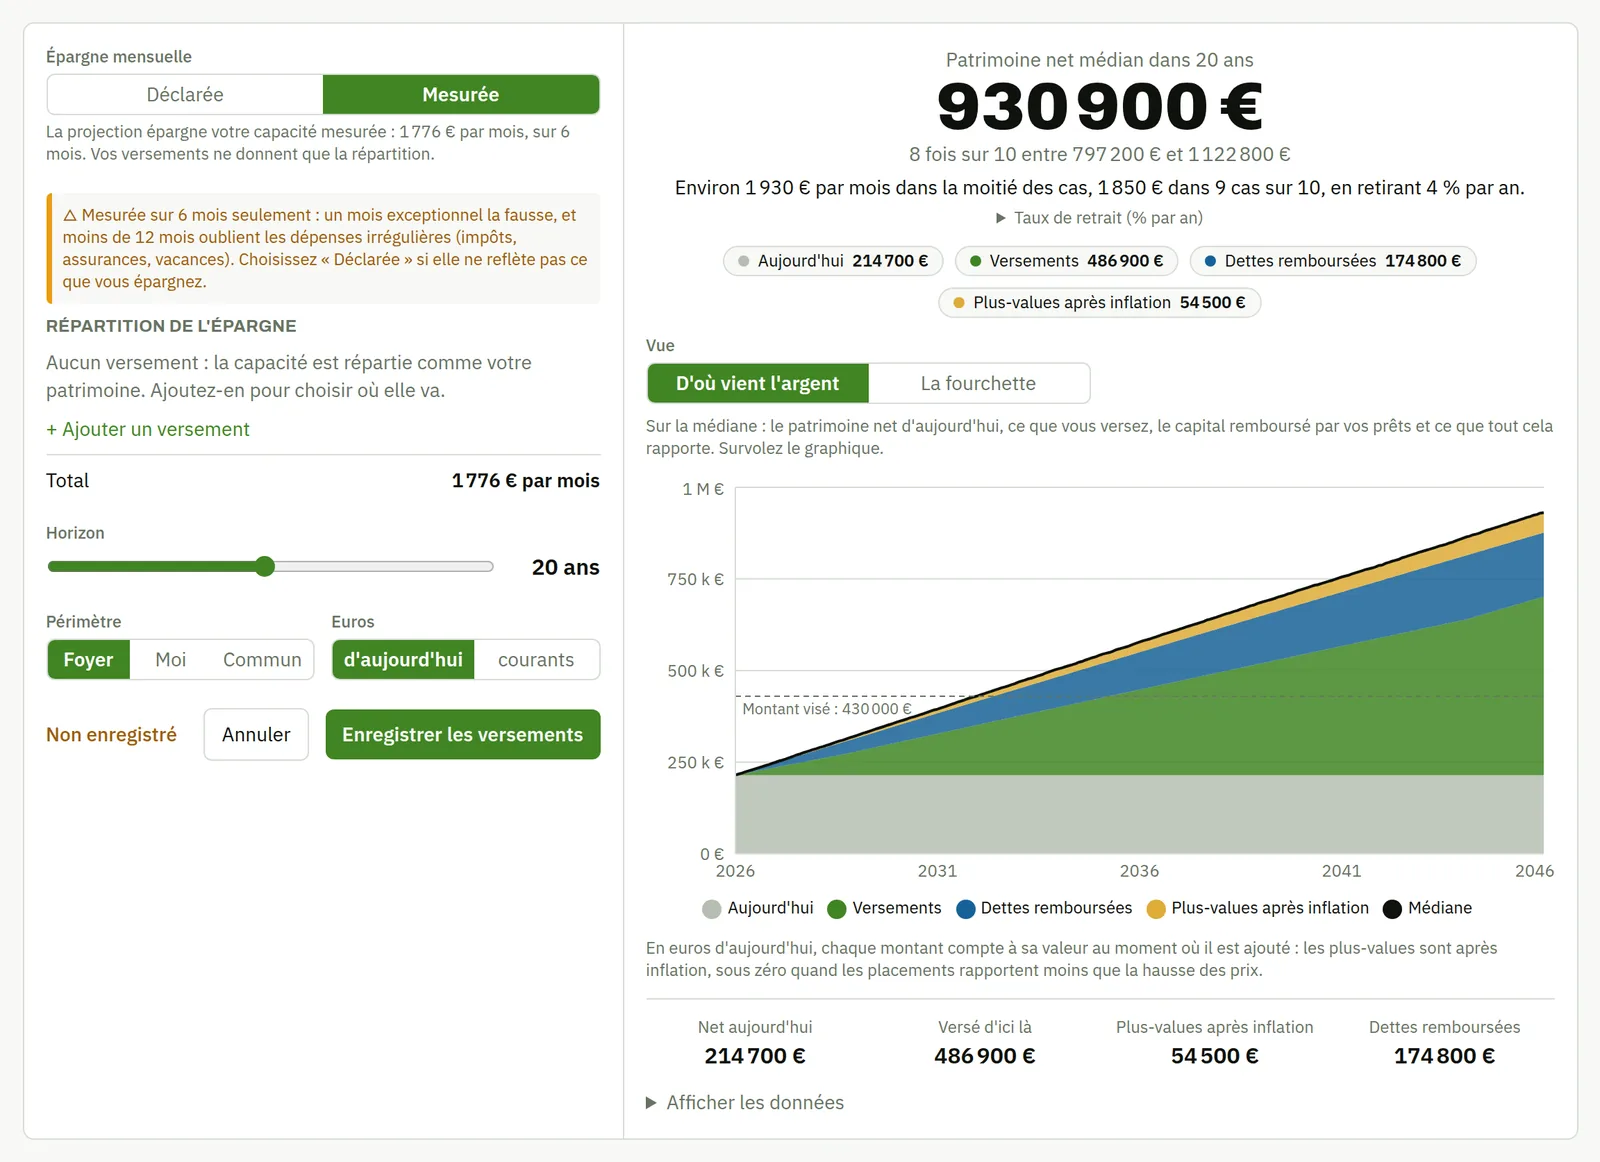 Épargne mensuelle
Déclarée
Mesurée
La projection épargne votre capacité mesurée : 1 776 € par mois, sur 6
mois. Vos versements ne donnent que la répartition.
⚠ Mesurée sur 6 mois seulement : un mois exceptionnel la fausse, et
moins de 12 mois oublient les dépenses irrégulières (impôts,
assurances, vacances). Choisissez « Déclarée » si elle ne reflète pas ce
que vous épargnez.
RÉPARTITION DE L'ÉPARGNE
Aucun versement : la capacité est répartie comme votre
patrimoine. Ajoutez-en pour choisir où elle va.
+ Ajouter un versement
Total
1 776 € par mois
Horizon
20 ans
Périmètre
Euros
Foyer
Moi
Commun
d'aujourd'hui
courants
Non enregistré
Annuler
Enregistrer les versements
Patrimoine net médian dans 20 ans
930 900 €
8 fois sur 10 entre 797 200 € et 1 122 800 €
Environ 1 930 € par mois dans la moitié des cas, 1 850 € dans 9 cas sur 10, en retirant 4 % par an.
▶ Taux de retrait (% par an)
Aujourd'hui 214 700 €
Versements 486 900 €
Dettes remboursées 174 800 €
Plus-values après inflation 54 500 €
Vue
D'où vient l'argent
La fourchette
Sur la médiane : le patrimoine net d'aujourd'hui, ce que vous versez, le capital remboursé par vos prêts et ce que tout cela
rapporte. Survolez le graphique.
1 M €
750 k €
500 k €
Montant visé : 430 000 €
250 k €
0 €
2026
2031
2036
2041
2046
Aujourd'hui
Versements
Dettes remboursées
Plus-values après inflation
Médiane
En euros d'aujourd'hui, chaque montant compte à sa valeur au moment où il est ajouté : les plus-values sont après
inflation, sous zéro quand les placements rapportent moins que la hausse des prix.
Net aujourd'hui
214 700 €
Versé d'ici là
486 900 €
Plus-values après inflation
54 500 €
Dettes remboursées
174 800 €
▶ Afficher les données